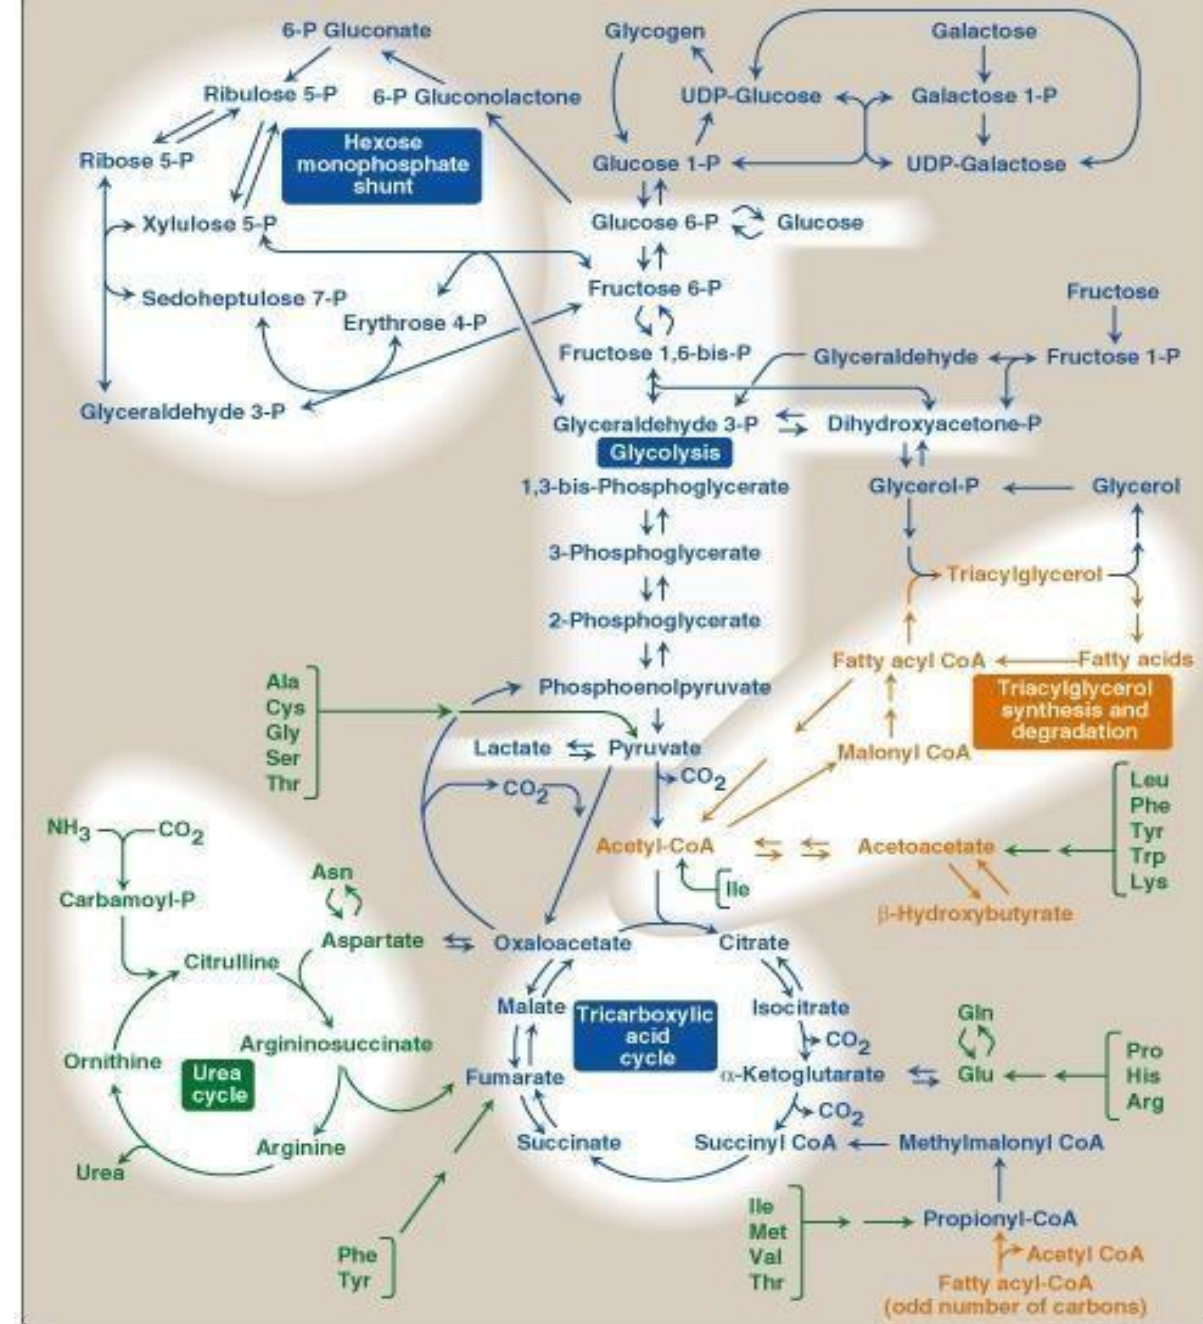 6-P Gluconate
Glycogen
Galactose
Ribulose 5-P
6-P Gluconolactone
UDP-Glucose
Galactose 1-P
Hexose
monophosphate
shunt
Ribose 5-P
Glucose 1-P
UDP-Galactose
Xylulose 5-P
Glucose 6-P
Glucose
Sedoheptulose 7-P
Fructose 6-P
Fructose
Erythrose 4-P
Fructose 1,6-bis-P
Glyceraldehyde
Fructose 1-P
Glyceraldehyde 3-P
Glyceraldehyde 3-P
Dihydroxyacetone-P
Glycolysis
1,3-bis-Phosphoglycerate
Glycerol-P
Glycerol
3-Phosphoglycerate
Triacylglycerol
2-Phosphoglycerate
Fatty acyl CoA
Fatty acids
Triacylglycerol
synthesis and
degradation
Ala
Cys
Gly
Ser
Thr
Phosphoenolpyruvate
Lactate
Pyruvate
Malonyl CoA
CO2
CO2
Leu
Phe
Tyr
Trp
Lys
NH3
CO2
Acetyl-CoA
Acetoacetate
Asn
Ile
Carbamoyl-P
β-Hydroxybutyrate
Aspartate
Oxaloacetate
Citrate
Citrulline
Malate
Tricarboxylic
acid
cycle
Isocitrate
Gln
Argininosuccinate
CO2
Ornithine
Urea
cycle
Fumarate
α-Ketoglutarate
Glu
Pro
His
Arg
CO2
Arginine
Succinate
Succinyl CoA
Methylmalonyl CoA
Urea
Ile
Met
Val
Thr
Propionyl-CoA
Phe
Tyr
Acetyl CoA
Fatty acyl-CoA
(odd number of carbons)